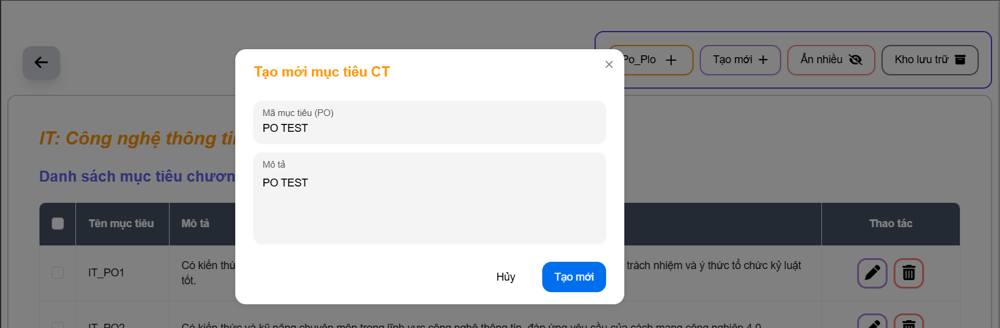 Po_Plo
Tạo mới
Ẩn nhiều
Kho lưu trữ
Tạo mới mục tiêu CT
Mã mục tiêu (PO)
PO TEST
Mô tả
PO TEST
Hủy
Tạo mới
IT: Công nghệ thông tin
Danh sách mục tiêu chương
Tên mục tiêu
Mô tả
Thao tác
IT_PO1
Có kiến thứ
trách nhiệm và ý thức tổ chức kỷ luật
tốt.
IT_PO2
Có kiến thức và kỹ năng chuyên môn trong lĩnh vực công nghệ thông tin, đáp ứng yêu cầu của cách mạng công nghiệp 4.0